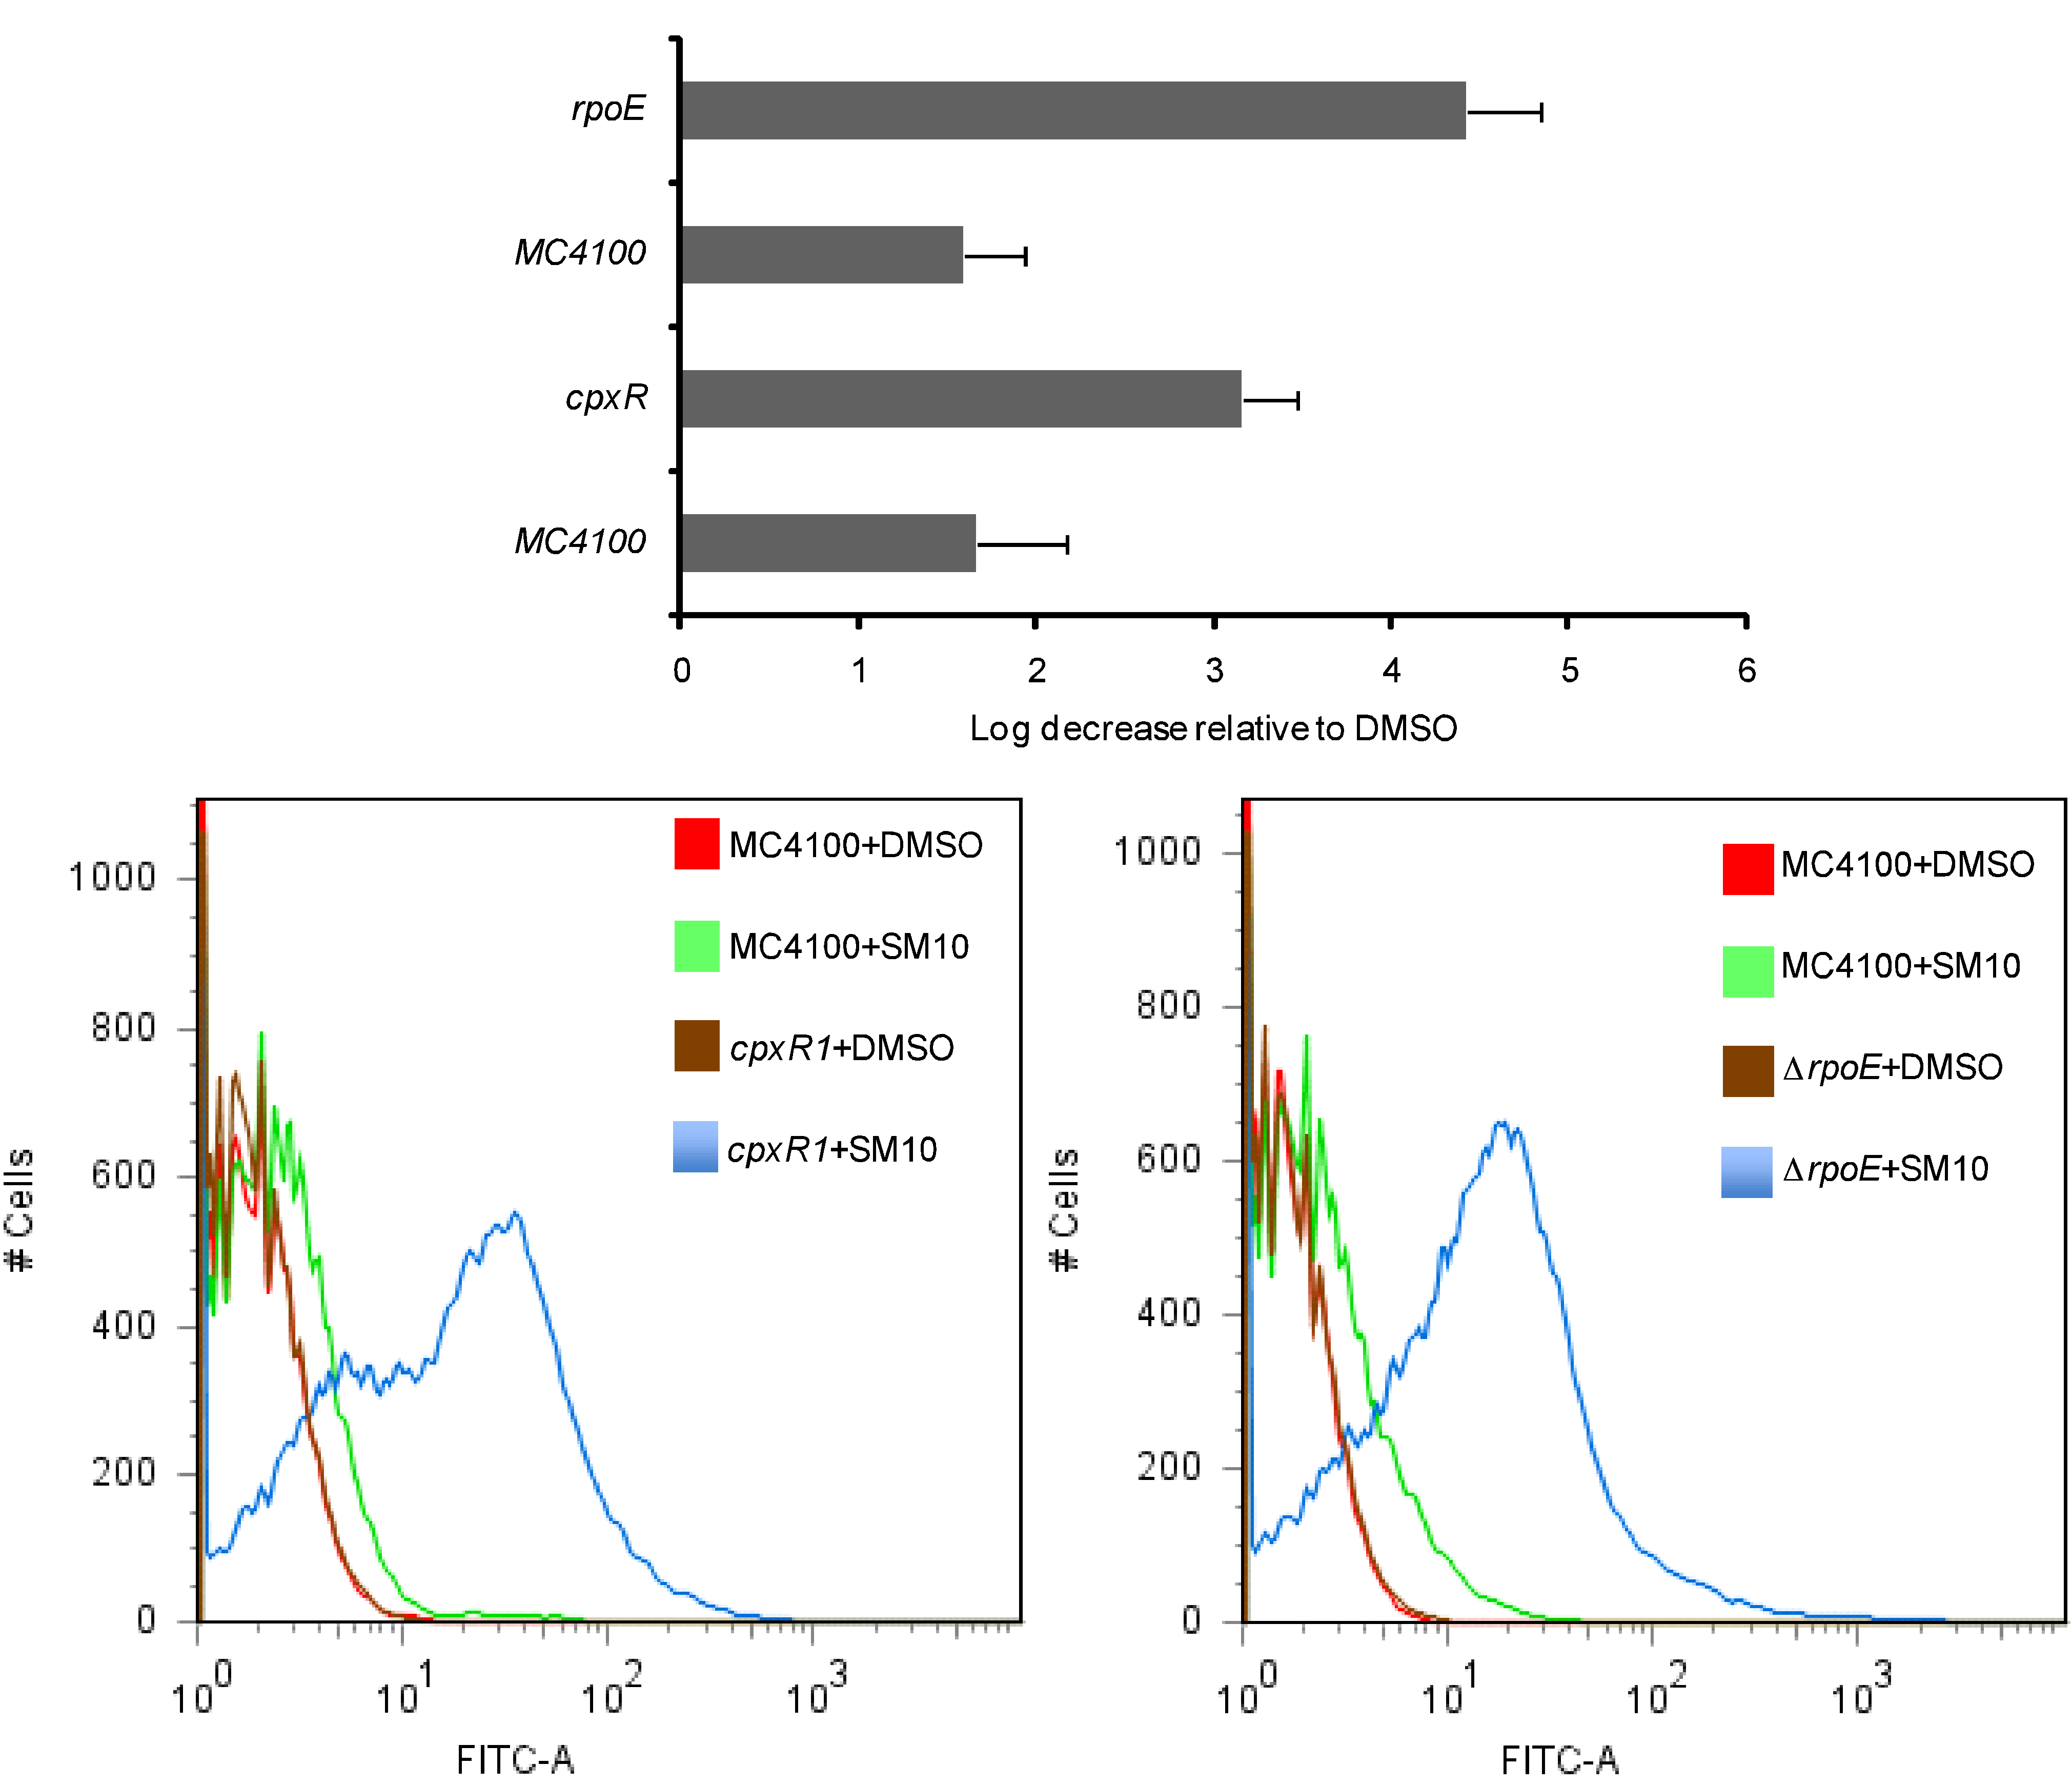 rpoE
MC4100
cpxR
MC4100
0 1 2 3 4 5 6
Log decrease relative to DMSO
# Cells
1000
800
600
400
200
0
MC4100+DMSO
MC4100+SM10
cpxR1+DMSO
cpxR1+SM10
10^0 10^1 10^2 10^3
FITC-A
# Cells
1000
800
600
400
200
0
MC4100+DMSO
MC4100+SM10
ΔrpoE+DMSO
ΔrpoE+SM10
10^0 10^1 10^2 10^3
FITC-A